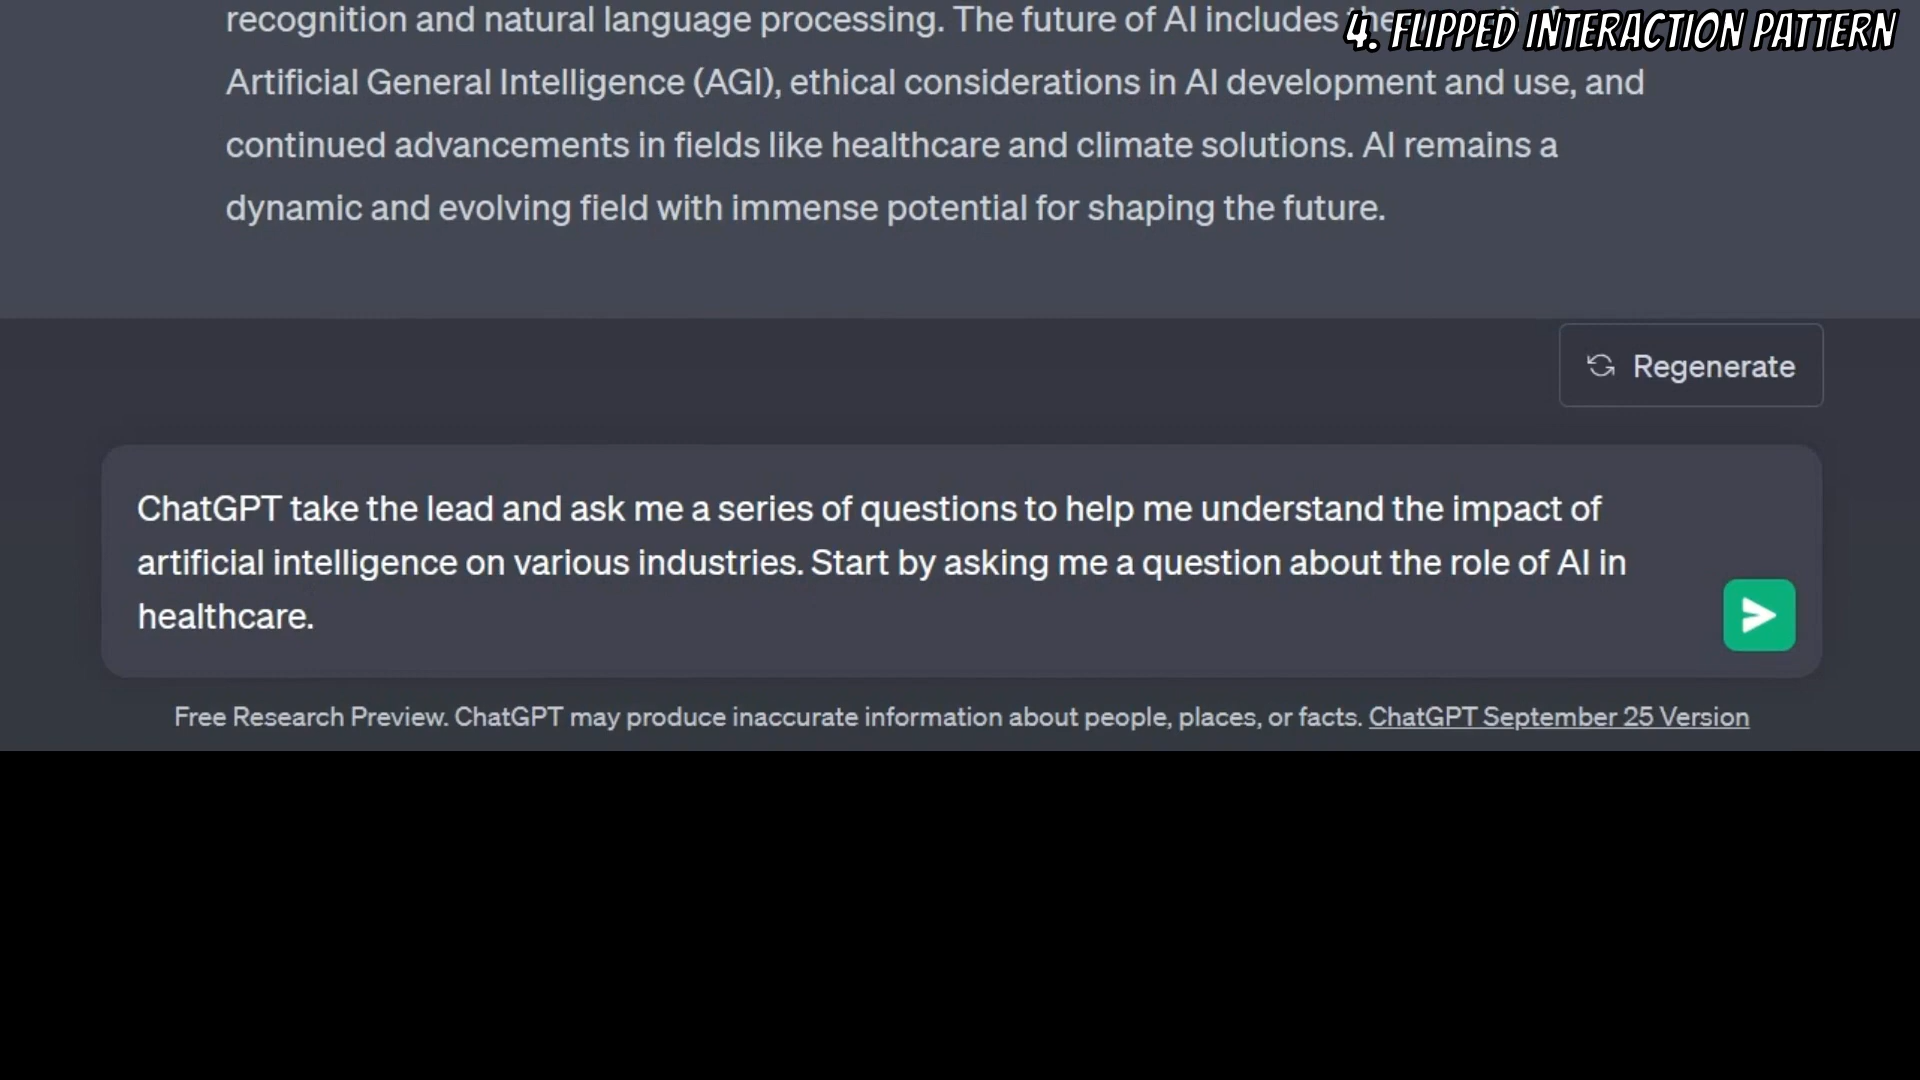 recognition and natural language processing. The future of AI includes the
4. FLIPPED INTERACTION PATTERN
Artificial General Intelligence (AGI), ethical considerations in AI development and use, and
continued advancements in fields like healthcare and climate solutions. AI remains a
dynamic and evolving field with immense potential for shaping the future.
Regenerate
ChatGPT take the lead and ask me a series of questions to help me understand the impact of
artificial intelligence on various industries. Start by asking me a question about the role of AI in
healthcare.
Free Research Preview. ChatGPT may produce inaccurate information about people, places, or facts. ChatGPT September 25 Version